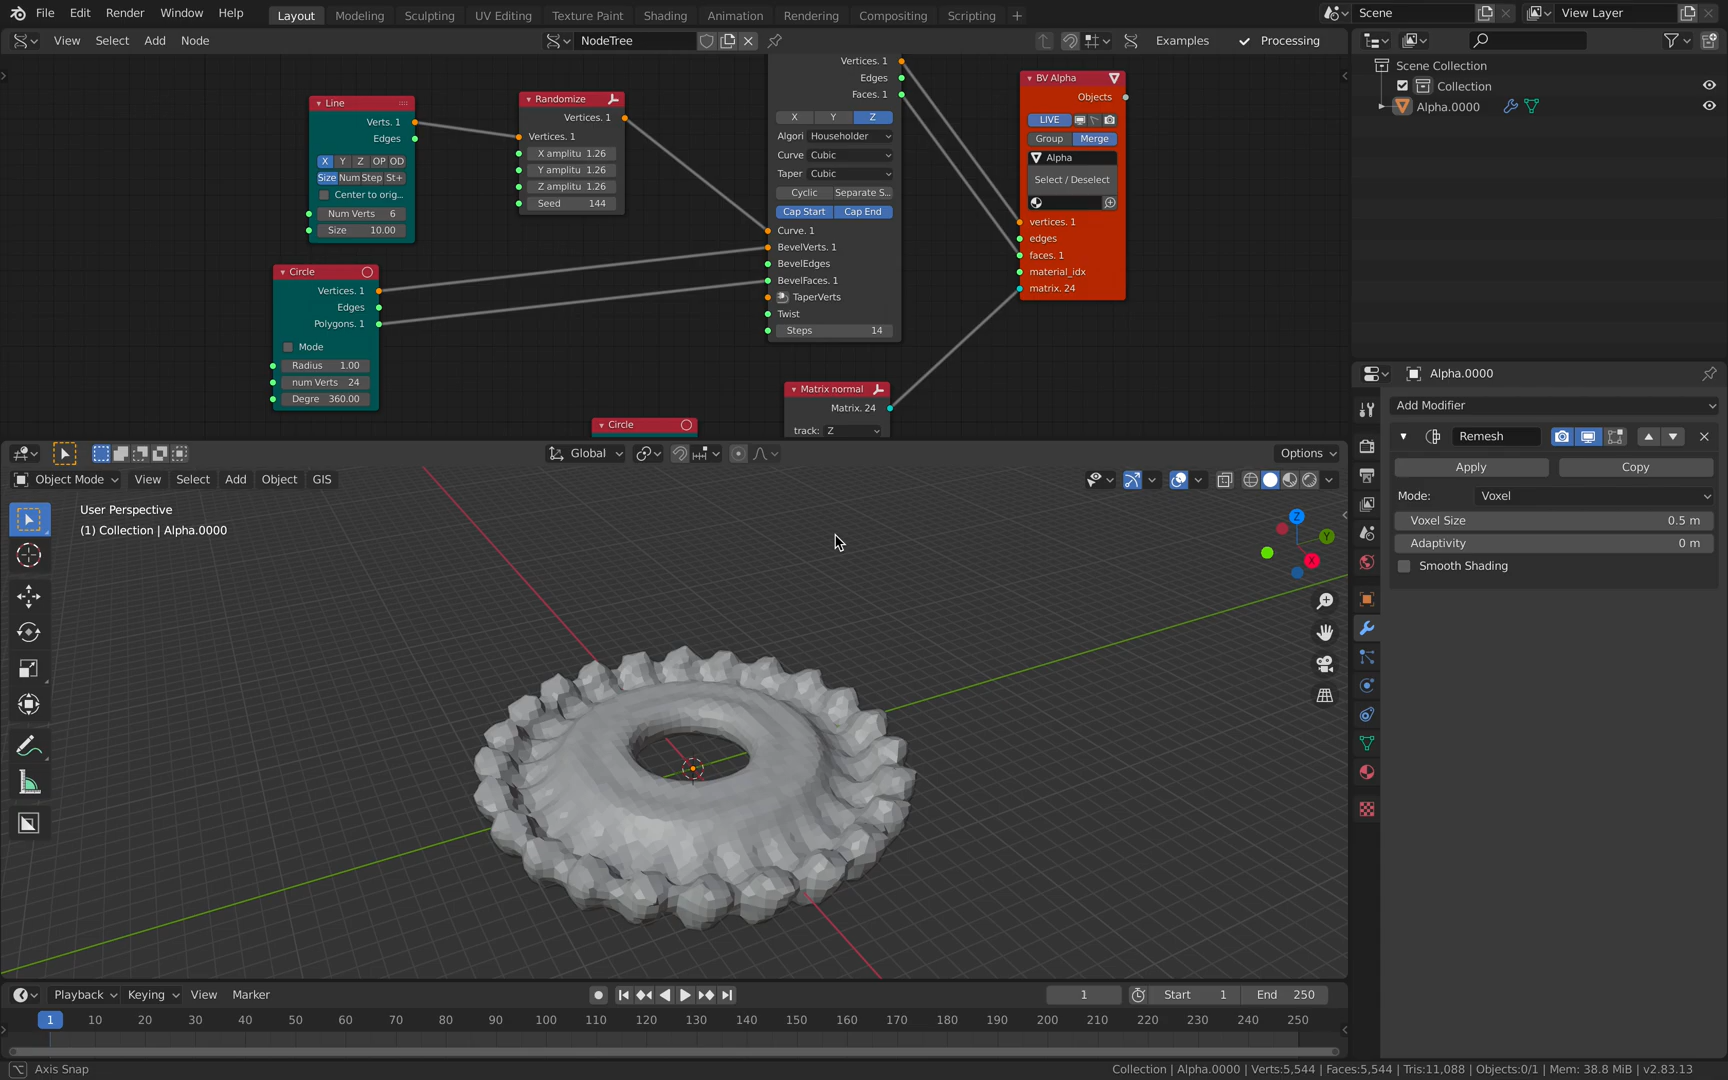 File Edit Render Window Help Layout Modeling Sculpting UV Editing Texture Paint Shading Animation Rendering Compositing Scripting Scene View Layer
View Select Add Node NodeTree Examples Processing
Scene Collection
Collection
Alpha.0000
Line
Verts. 1
Edges
X Y Z OP OD
Size Num Step St+
Center to orig...
Num Verts 6
Size 10.00
Randomize
Vertices. 1
Vertices. 1
X amplitu 1.26
Y amplitu 1.26
Z amplitu 1.26
Seed 144
Circle
Vertices. 1
Edges
Polygons. 1
Mode
Radius 1.00
num Verts 24
Degre 360.00
Vertices. 1
Edges
Faces. 1
X Y Z
Algori Householder
Curve Cubic
Taper Cubic
Cyclic Separate S...
Cap Start Cap End
Curve. 1
BevelVerts. 1
BevelEdges
BevelFaces. 1
TaperVerts
Twist
Steps 14
BV Alpha
Objects
LIVE
Group Merge
Alpha
Select / Deselect
vertices. 1
edges
faces. 1
material_idx
matrix. 24
Matrix normal
Matrix. 24
track: Z
Circle
Global Options
Object Mode View Select Add Object GIS
User Perspective
(1) Collection | Alpha.0000
Z
Y
X
Alpha.0000
Add Modifier
Remesh
Apply Copy
Mode: Voxel
Voxel Size 0.5 m
Adaptivity 0 m
Smooth Shading
Playback Keying View Marker 1 Start 1 End 250
1 10 20 30 40 50 60 70 80 90 100 110 120 130 140 150 160 170 180 190 200 210 220 230 240 250
Axis Snap Collection | Alpha.0000 | Verts:5,544 | Faces:5,544 | Tris:11,088 | Objects:0/1 | Mem: 38.8 MiB | v2.83.13